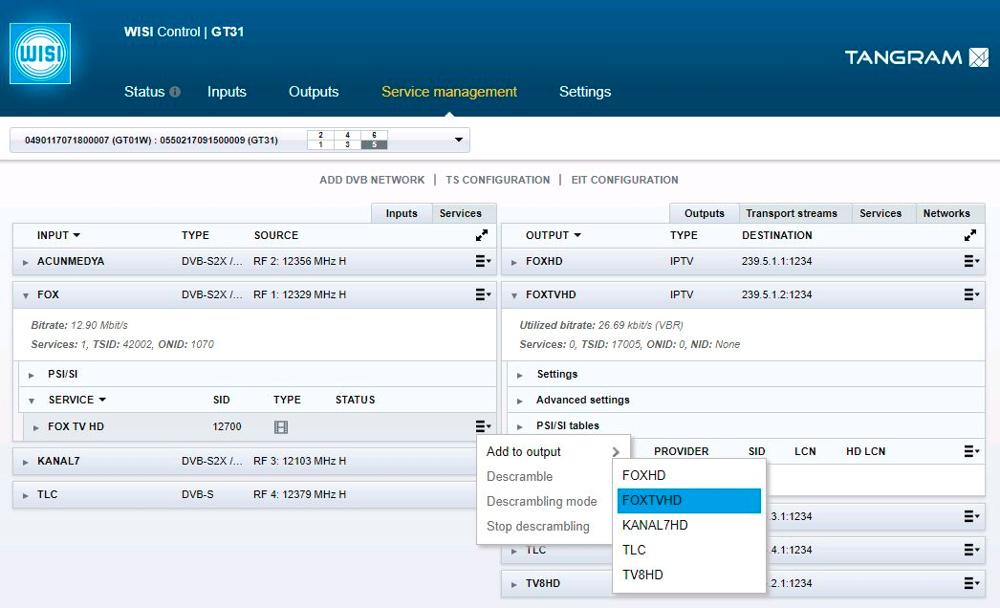 WISI Control | GT31
WISI
TANGRAM
Status Inputs Outputs Service management Settings
0490117071800007 (GT01W) : 0550217091500009 (GT31) 2 4 6
1 3 5
ADD DVB NETWORK | TS CONFIGURATION | EIT CONFIGURATION
Inputs Services
INPUT TYPE SOURCE
ACUNMEDYA DVB-S2X /... RF 2: 12356 MHz H
FOX DVB-S2X /... RF 1: 12329 MHz H
Bitrate: 12.90 Mbit/s
Services: 1, TSID: 42002, ONID: 1070
PSI/SI
SERVICE SID TYPE STATUS
FOX TV HD 12700
KANAL7 DVB-S2X /... RF 3: 12103 MHz H
TLC DVB-S RF 4: 12379 MHz H
Outputs Transport streams Services Networks
OUTPUT TYPE DESTINATION
FOXHD IPTV 239.5.1.1:1234
FOXTVHD IPTV 239.5.1.2:1234
Utilized bitrate: 26.69 kbit/s (VBR)
Services: 0, TSID: 17005, ONID: 0, NID: None
Settings
Advanced settings
PSI/SI tables
PROVIDER SID LCN HD LCN
.3.1:1234
TLC .4.1:1234
TV8HD .2.1:1234
Add to output
Descramble
Descrambling mode
Stop descrambling
FOXHD
FOXTVHD
KANAL7HD
TLC
TV8HD